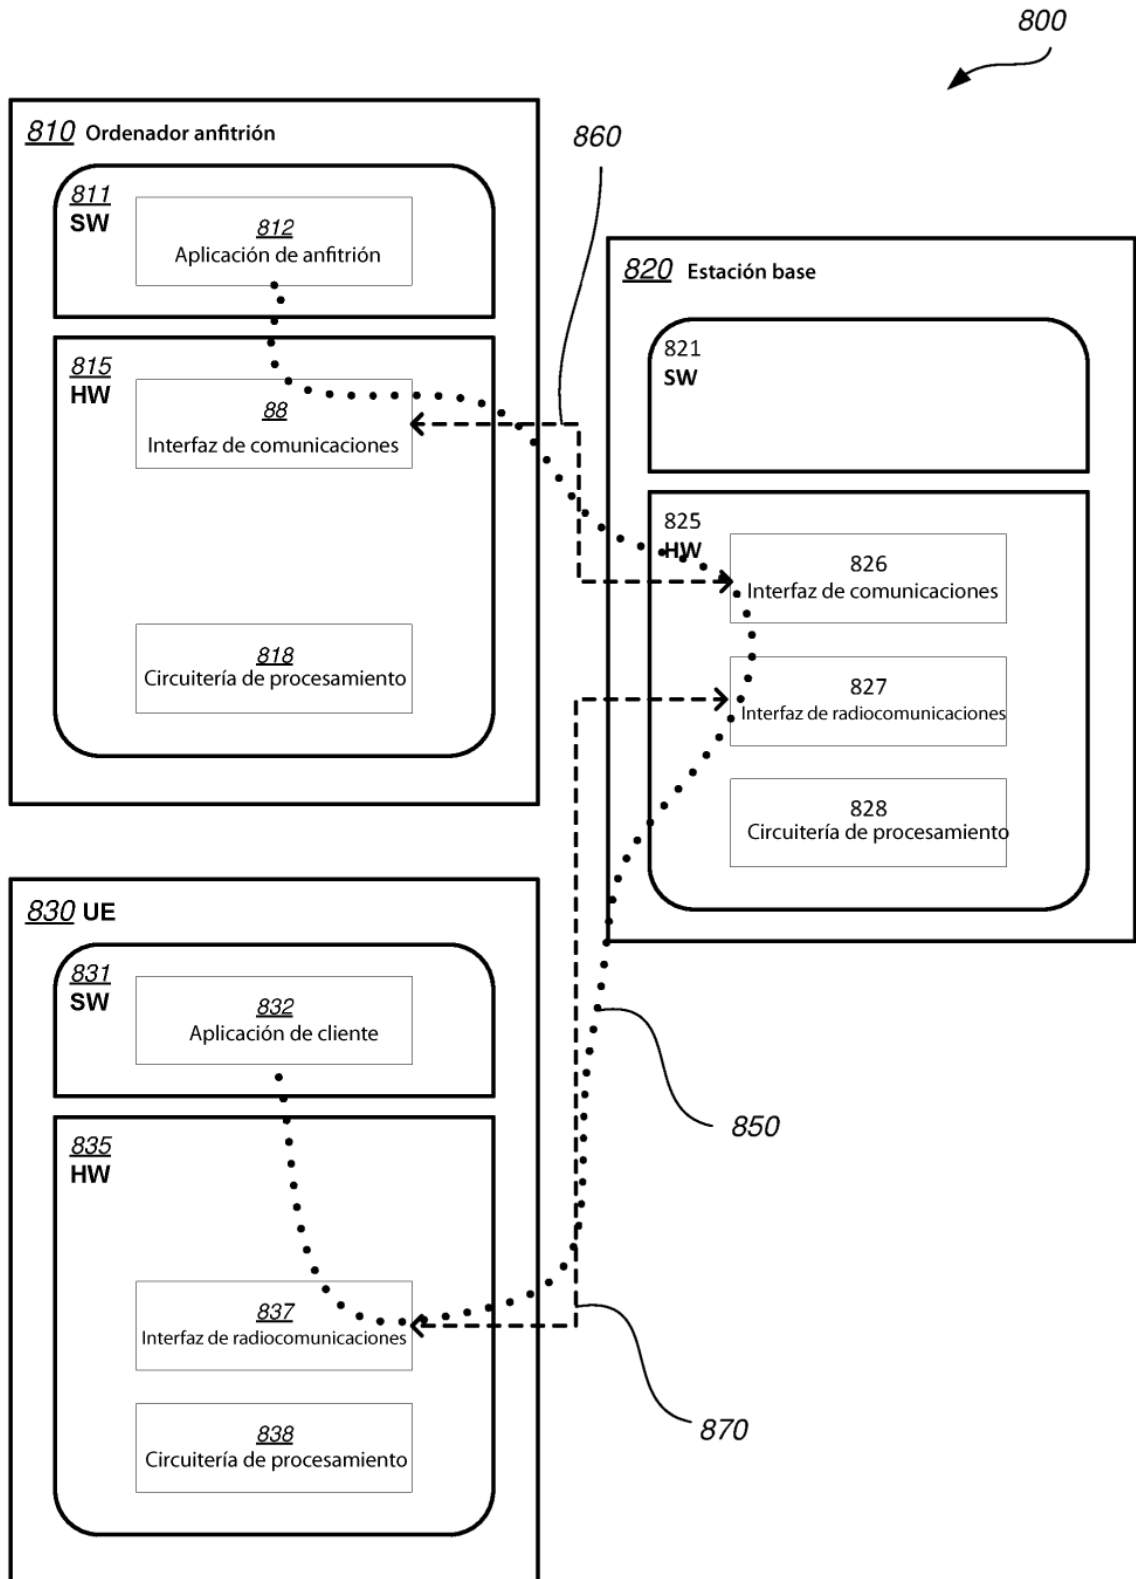 800
810 Ordenador anfitrión
811
SW
812
Aplicación de anfitrión
815
HW
88
Interfaz de comunicaciones
818
Circuitería de procesamiento
860
820 Estación base
821
SW
825
HW
826
Interfaz de comunicaciones
827
Interfaz de radiocomunicaciones
828
Circuitería de procesamiento
830 UE
831
SW
832
Aplicación de cliente
835
HW
837
Interfaz de radiocomunicaciones
838
Circuitería de procesamiento
850
870